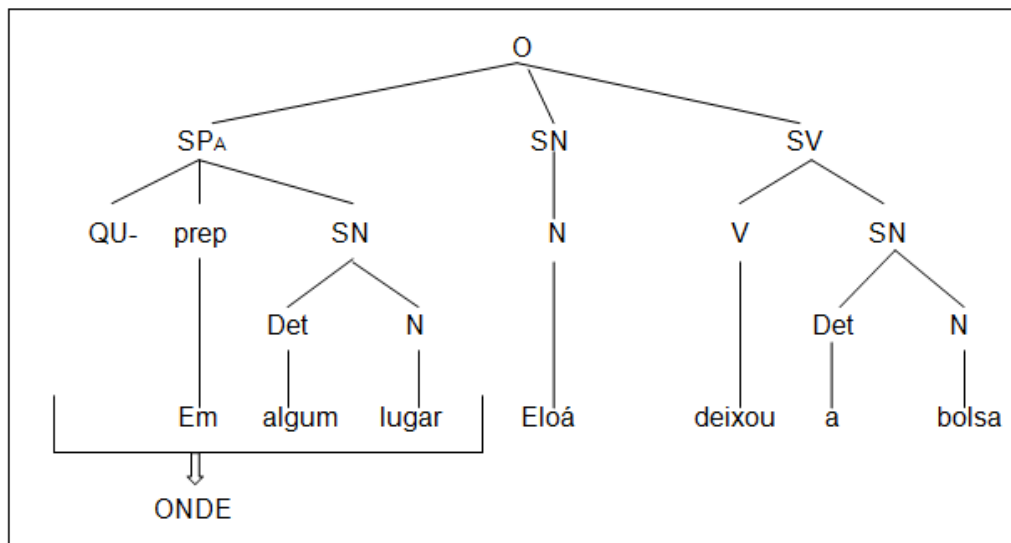 O
SPA SN SV
QU- prep SN N V SN
Det N Det N
Em algum lugar Eloá deixou a bolsa
ONDE